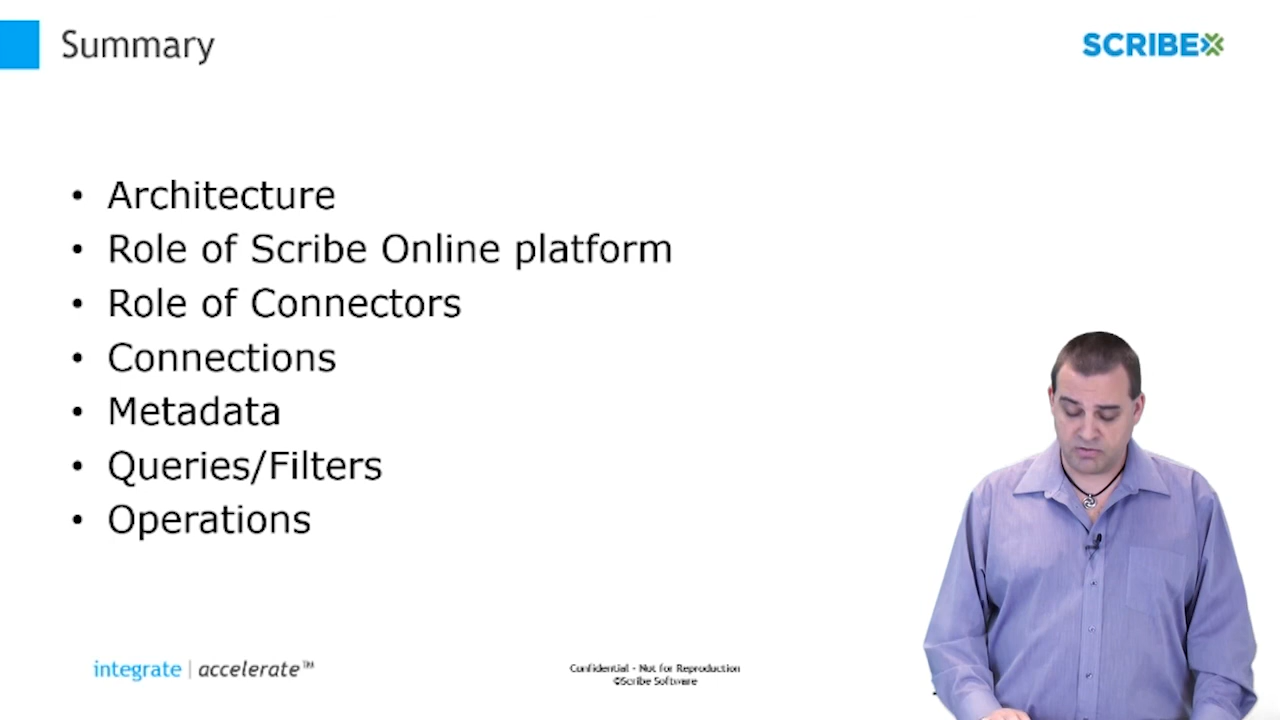 Summary
SCRIBE
• Architecture
• Role of Scribe Online platform
• Role of Connectors
• Connections
• Metadata
• Queries/Filters
• Operations
integrate | accelerate™
Confidential - Not for Reproduction
©Scribe Software